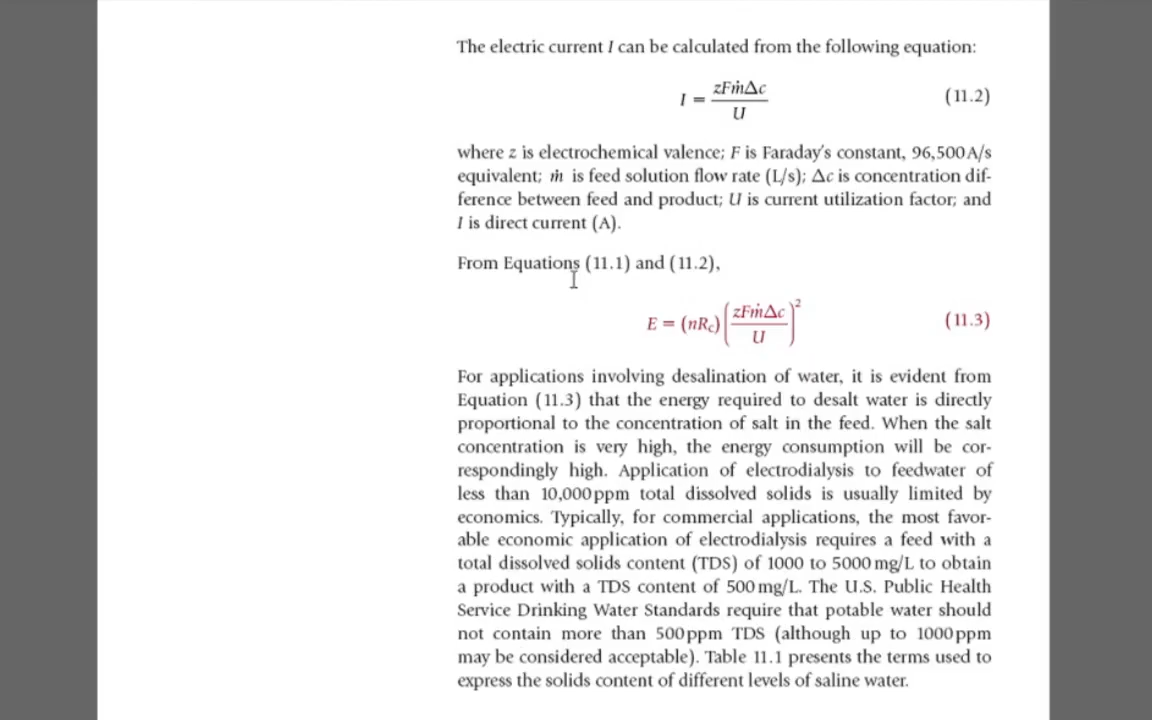 The electric current I can be calculated from the following equation:
I = zFṁΔc / U (11.2)
where z is electrochemical valence; F is Faraday's constant, 96,500 A/s
equivalent; ṁ is feed solution flow rate (L/s); Δc is concentration dif-
ference between feed and product; U is current utilization factor; and
I is direct current (A).
From Equations (11.1) and (11.2),
E = (nRc)(zFṁΔc / U)² (11.3)
For applications involving desalination of water, it is evident from
Equation (11.3) that the energy required to desalt water is directly
proportional to the concentration of salt in the feed. When the salt
concentration is very high, the energy consumption will be cor-
respondingly high. Application of electrodialysis to feedwater of
less than 10,000 ppm total dissolved solids is usually limited by
economics. Typically, for commercial applications, the most favor-
able economic application of electrodialysis requires a feed with a
total dissolved solids content (TDS) of 1000 to 5000 mg/L to obtain
a product with a TDS content of 500 mg/L. The U.S. Public Health
Service Drinking Water Standards require that potable water should
not contain more than 500 ppm TDS (although up to 1000 ppm
may be considered acceptable). Table 11.1 presents the terms used to
express the solids content of different levels of saline water.